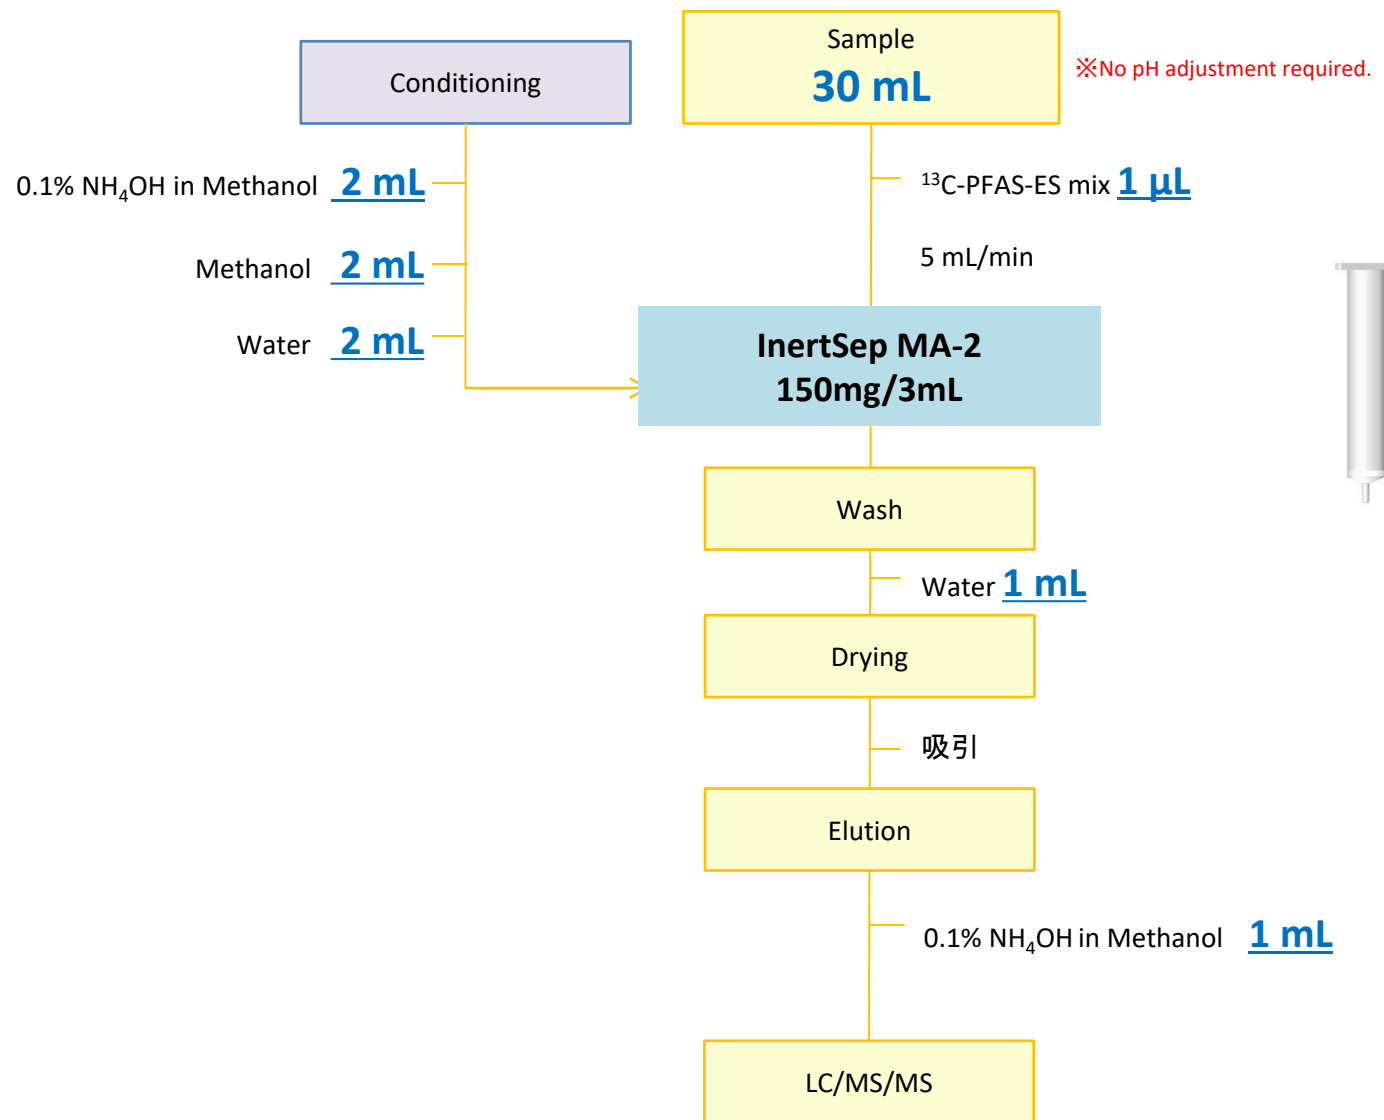 Conditioning
Sample
30 mL
※No pH adjustment required.
0.1% NH₄OH in Methanol 2 mL
Methanol 2 mL
Water 2 mL
¹³C-PFAS-ES mix 1 µL
5 mL/min
InertSep MA-2
150mg/3mL
Wash
Water 1 mL
Drying
吸引
Elution
0.1% NH₄OH in Methanol 1 mL
LC/MS/MS